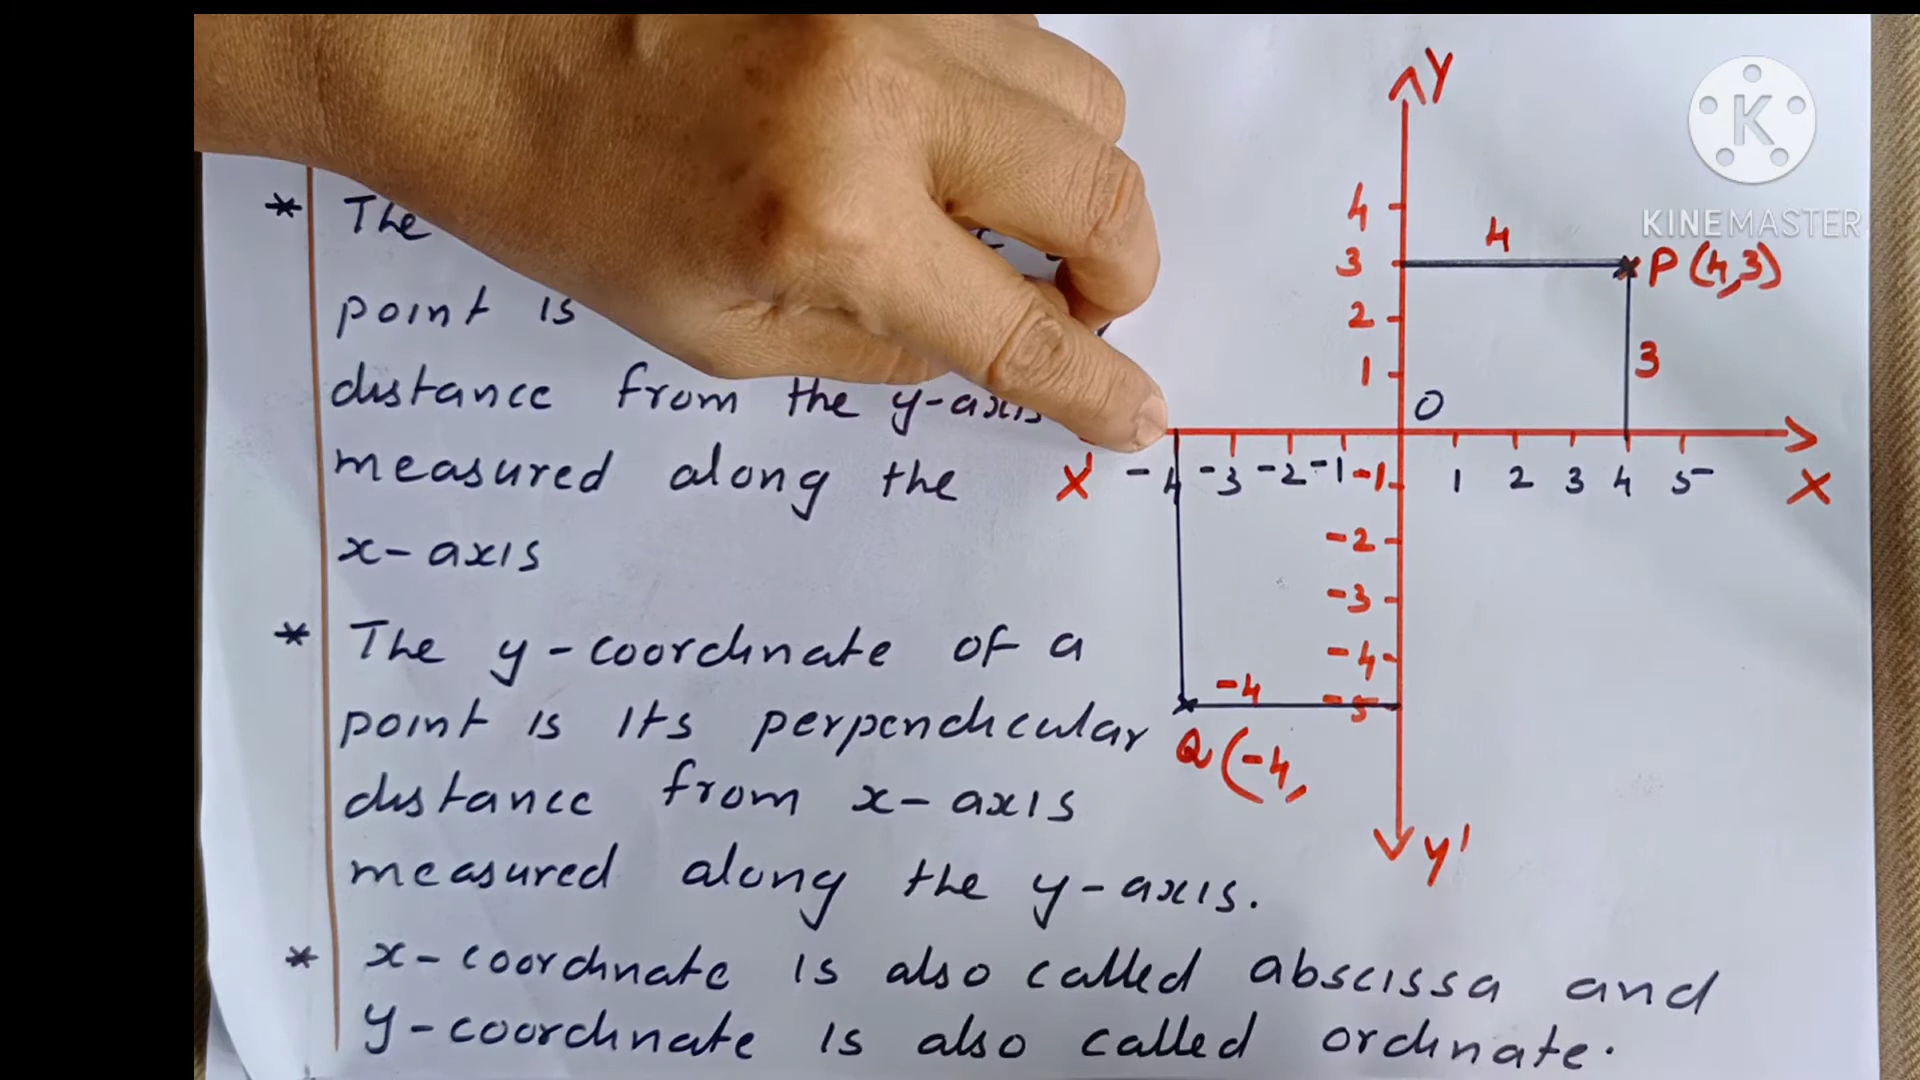 * The
point is
distance from the y-axis
measured along the
x-axis
* The y-coordinate of a
point is its perpendicular
distance from x-axis
measured along the y-axis.
* x-coordinate is also called abscissa and
y-coordinate is also called ordinate.
Y
4
3
2
1
4
P(4,3)
3
O
X' -4 -3 -2 -1 1 2 3 4 5 X
-1
-2
-3
-4
-5
-4
Q(-4,
Y'
K
KINEMASTER